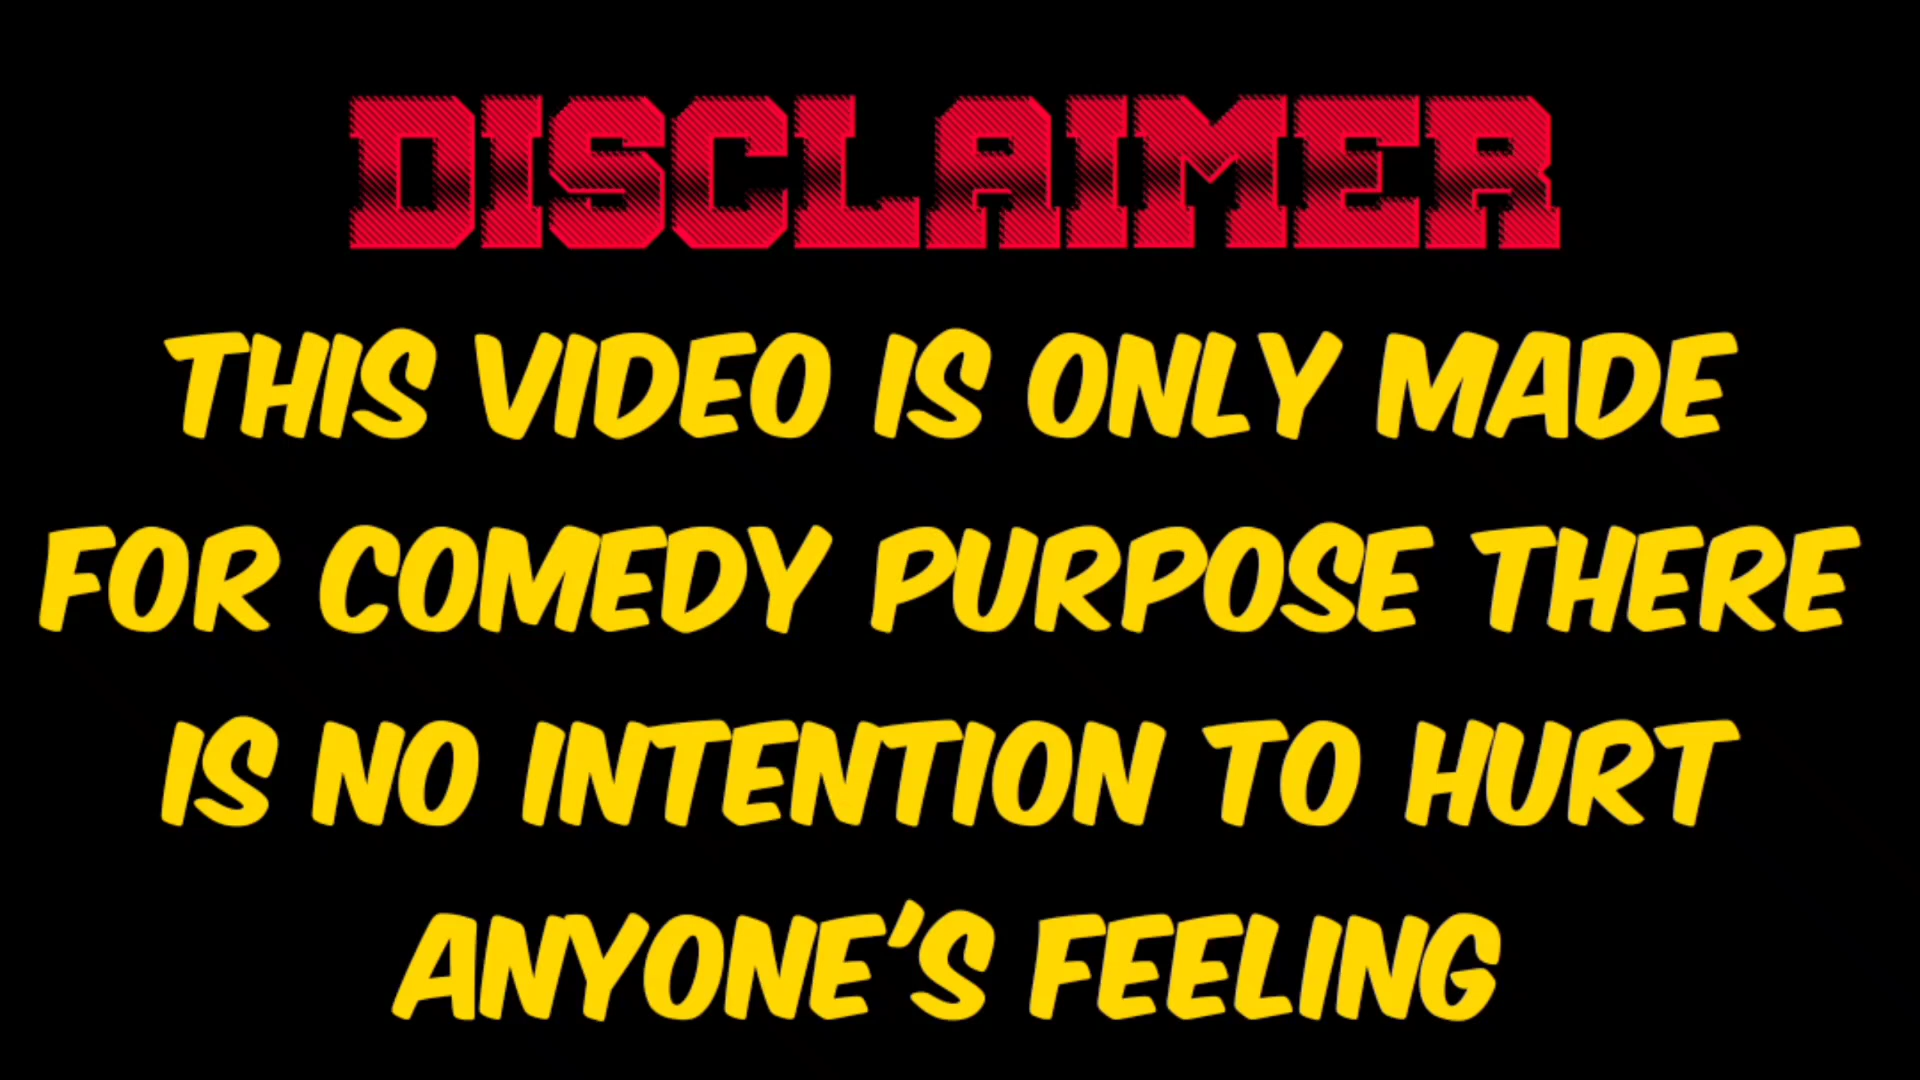 DISCLAIMER
THIS VIDEO IS ONLY MADE
FOR COMEDY PURPOSE THERE
IS NO INTENTION TO HURT
ANYONE'S FEELING